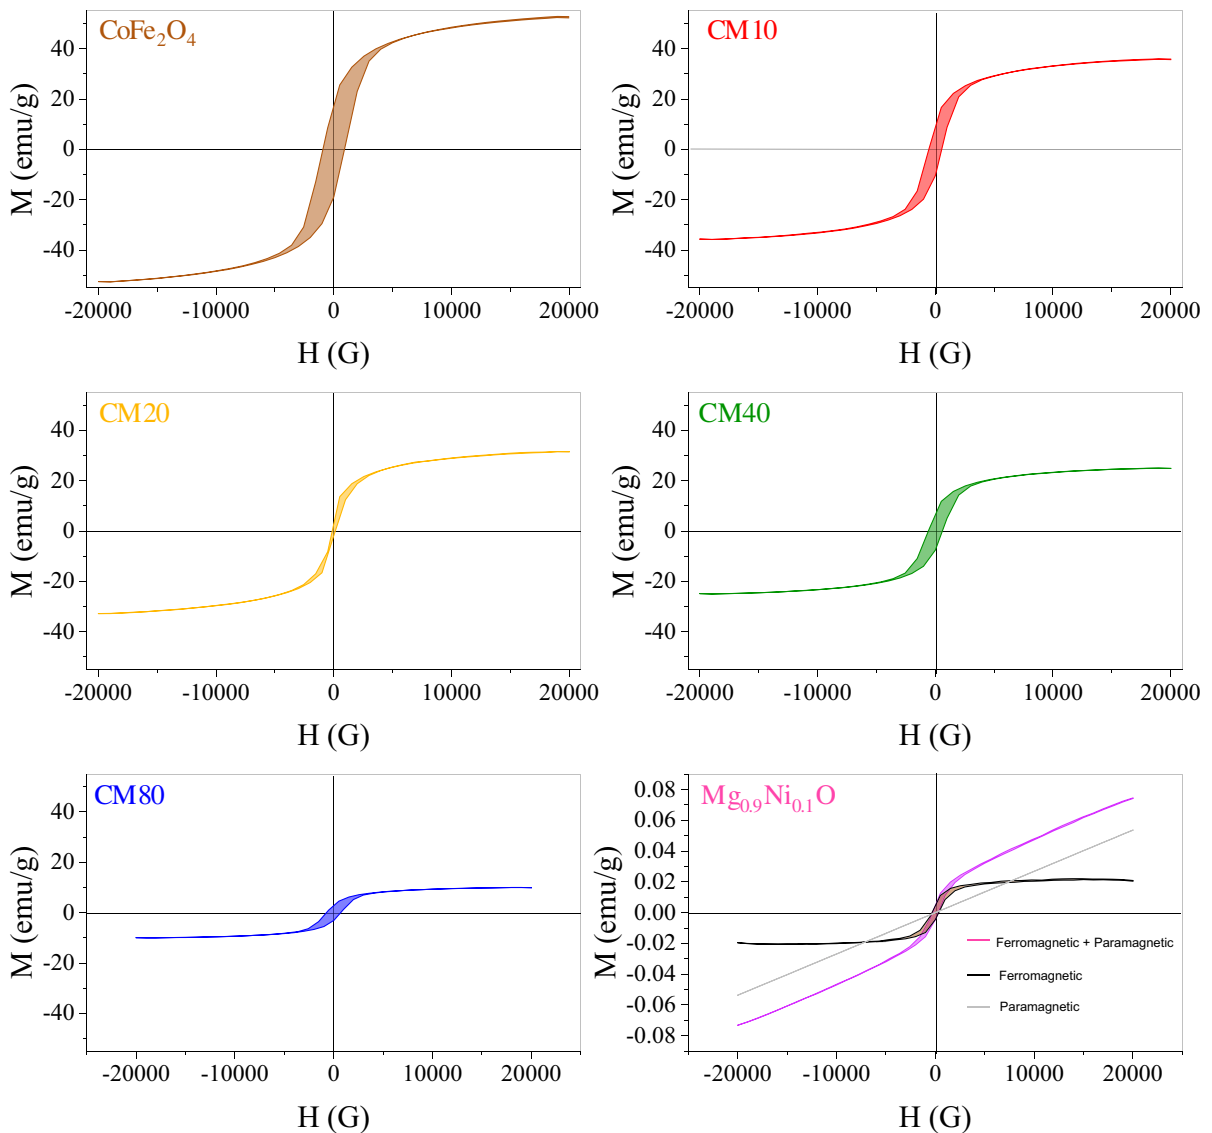 CoFe2O4
M (emu/g)
40
20
0
-20
-40
-20000 -10000 0 10000 20000
H (G)
CM10
M (emu/g)
40
20
0
-20
-40
-20000 -10000 0 10000 20000
H (G)
CM20
M (emu/g)
40
20
0
-20
-40
-20000 -10000 0 10000 20000
H (G)
CM40
M (emu/g)
40
20
0
-20
-40
-20000 -10000 0 10000 20000
H (G)
CM80
M (emu/g)
40
20
0
-20
-40
-20000 -10000 0 10000 20000
H (G)
Mg0.9Ni0.1O
M (emu/g)
0.08
0.06
0.04
0.02
0.00
-0.02
-0.04
-0.06
-0.08
Ferromagnetic + Paramagnetic
Ferromagnetic
Paramagnetic
-20000 -10000 0 10000 20000
H (G)